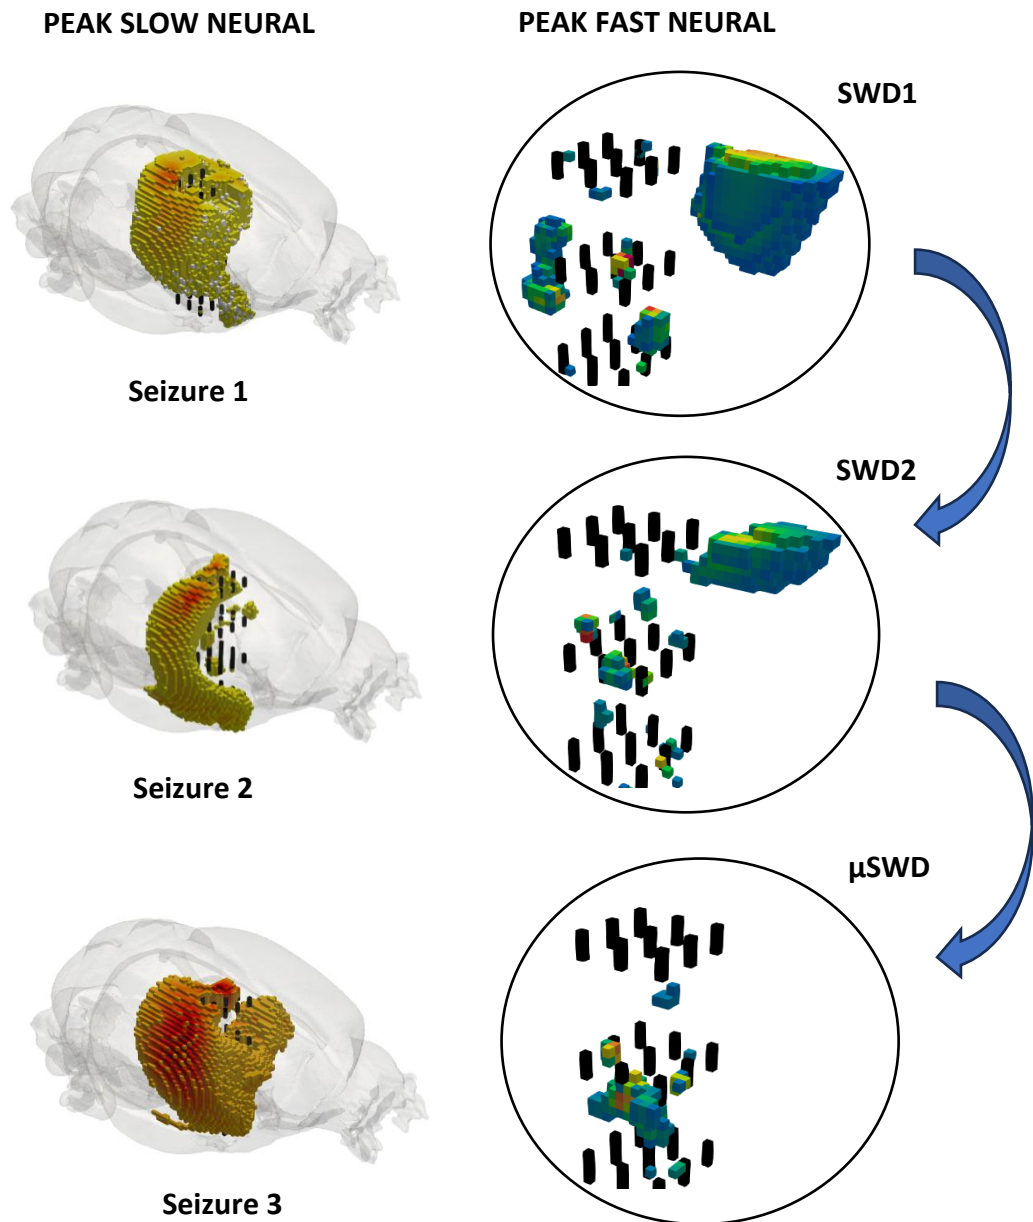 PEAK SLOW NEURAL
PEAK FAST NEURAL
SWD1
Seizure 1
SWD2
Seizure 2
µSWD
Seizure 3